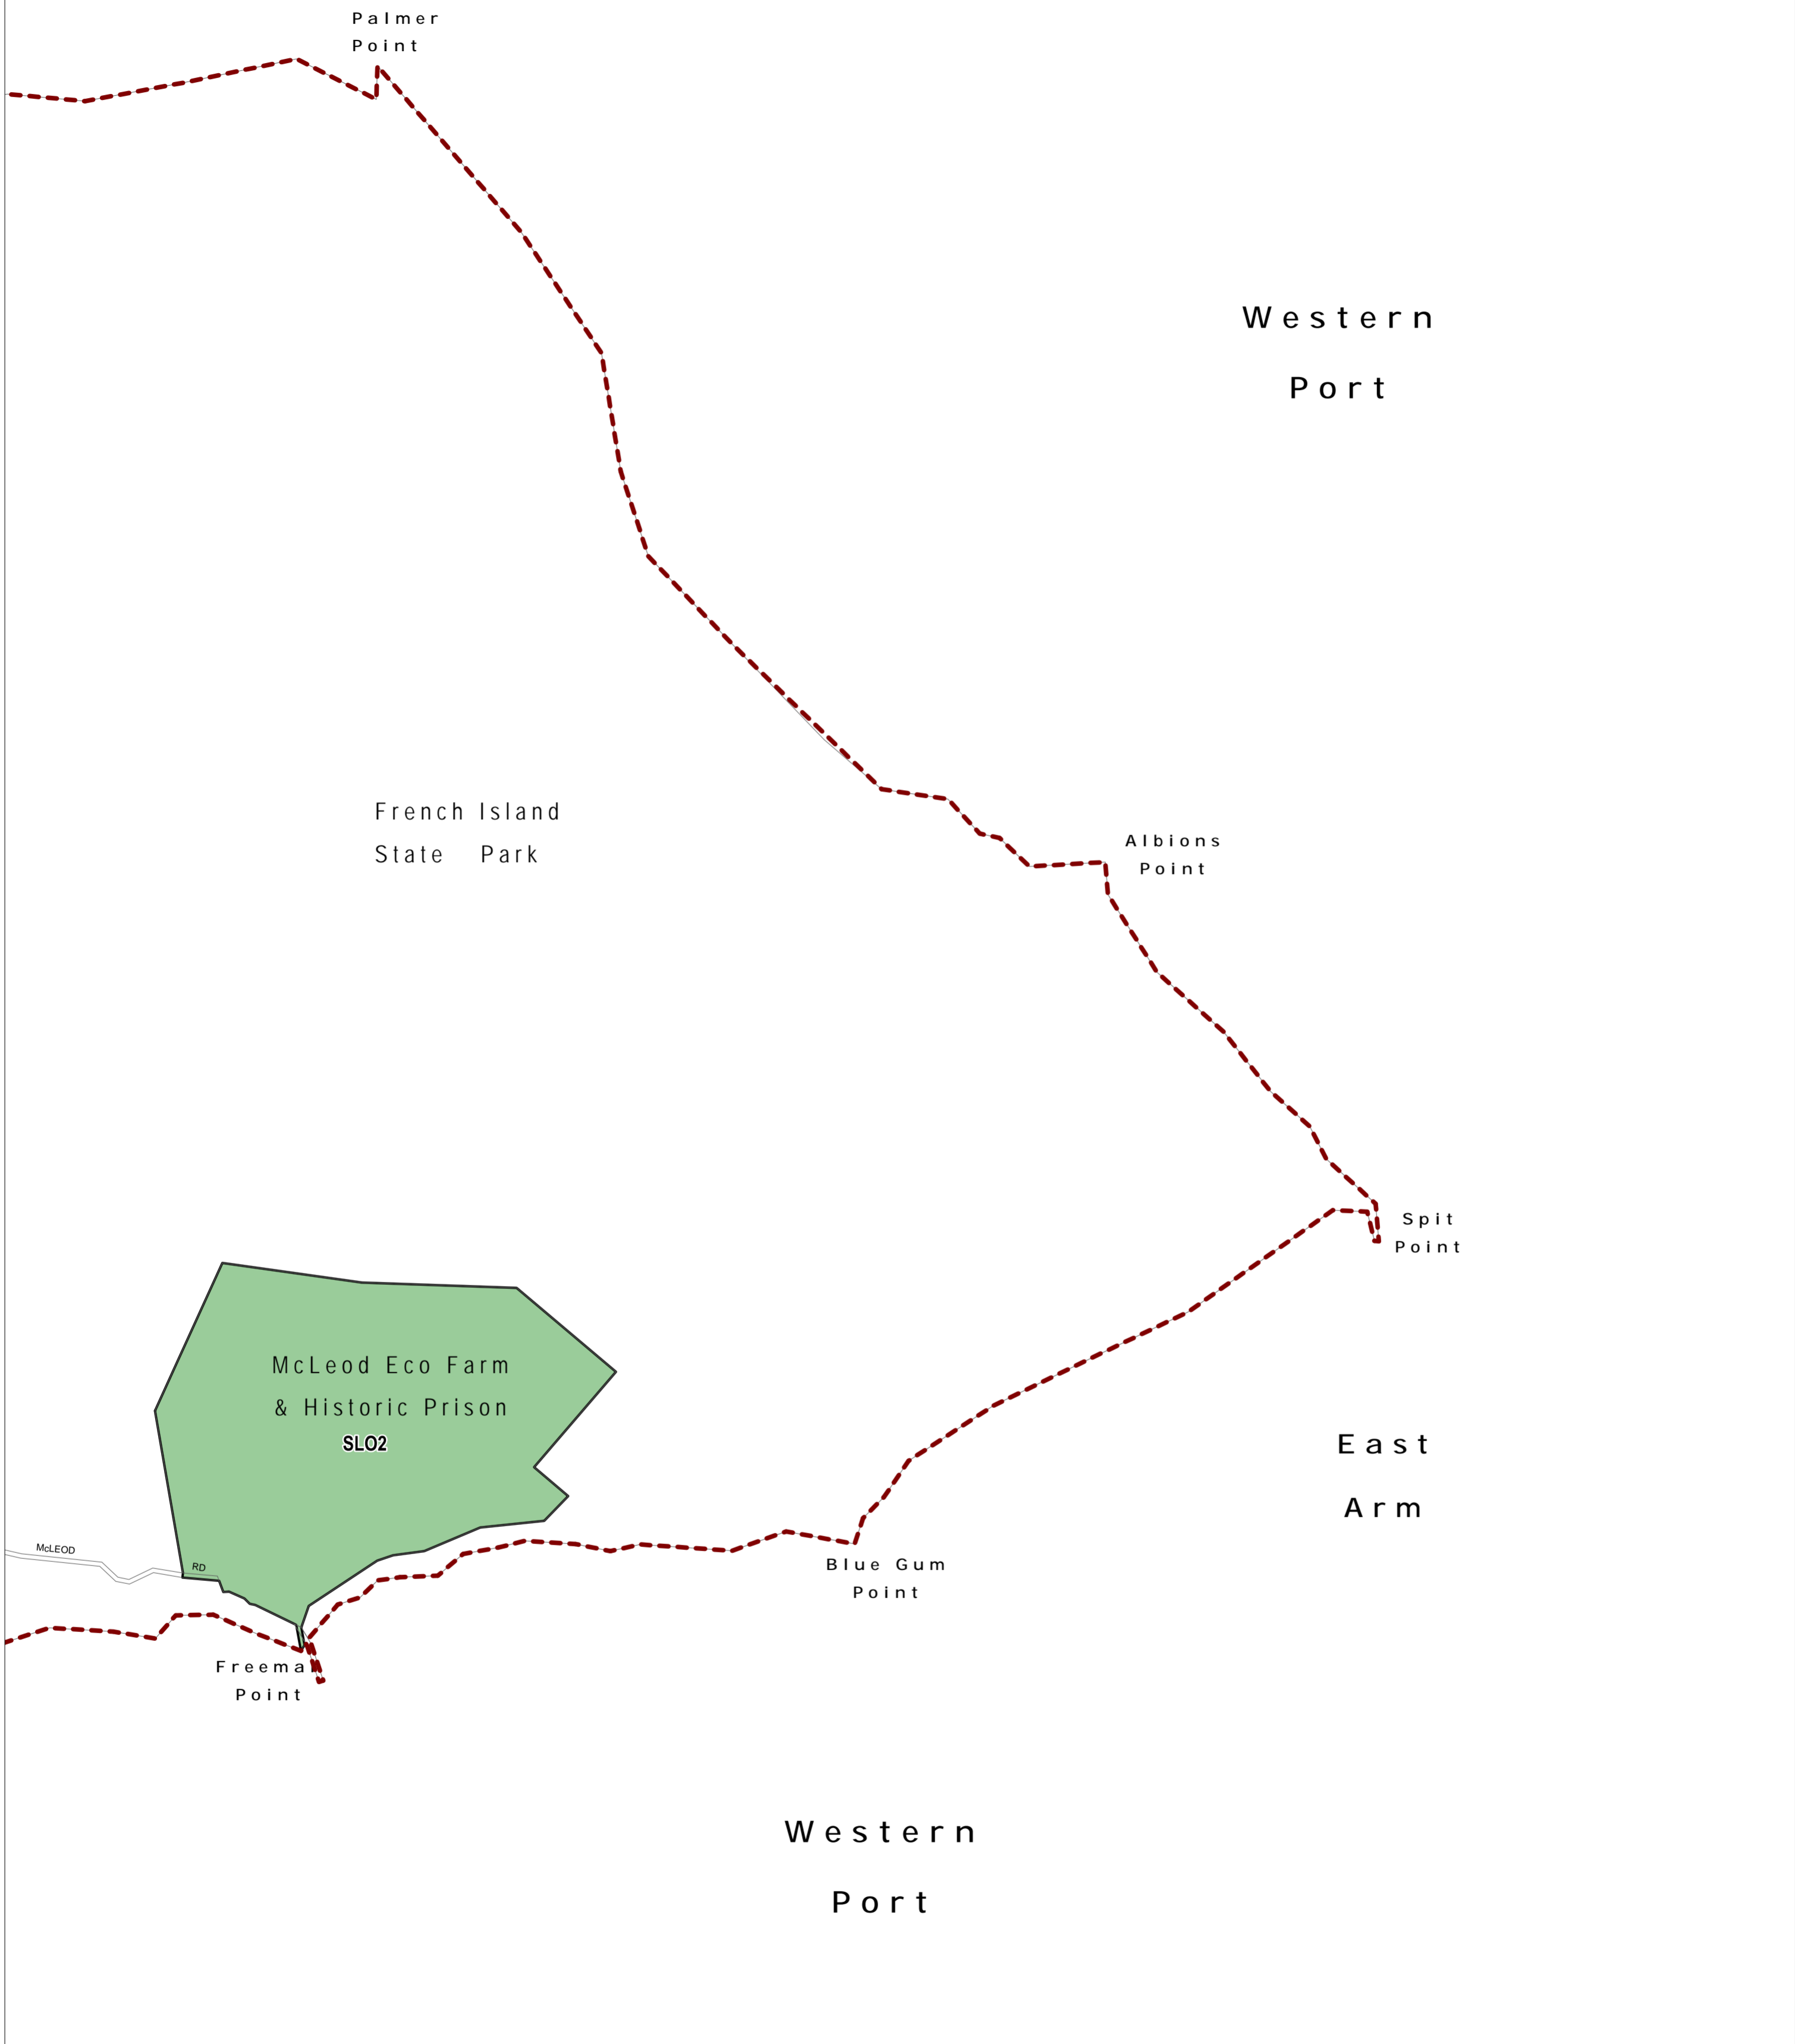 Palmer
Point
Western
Port
French Island
State Park
Albions
Point
Spit
Point
McLeod Eco Farm
& Historic Prison
SLO2
East
Arm
McLEOD
RD
Blue Gum
Point
Freema
Point
Western
Port